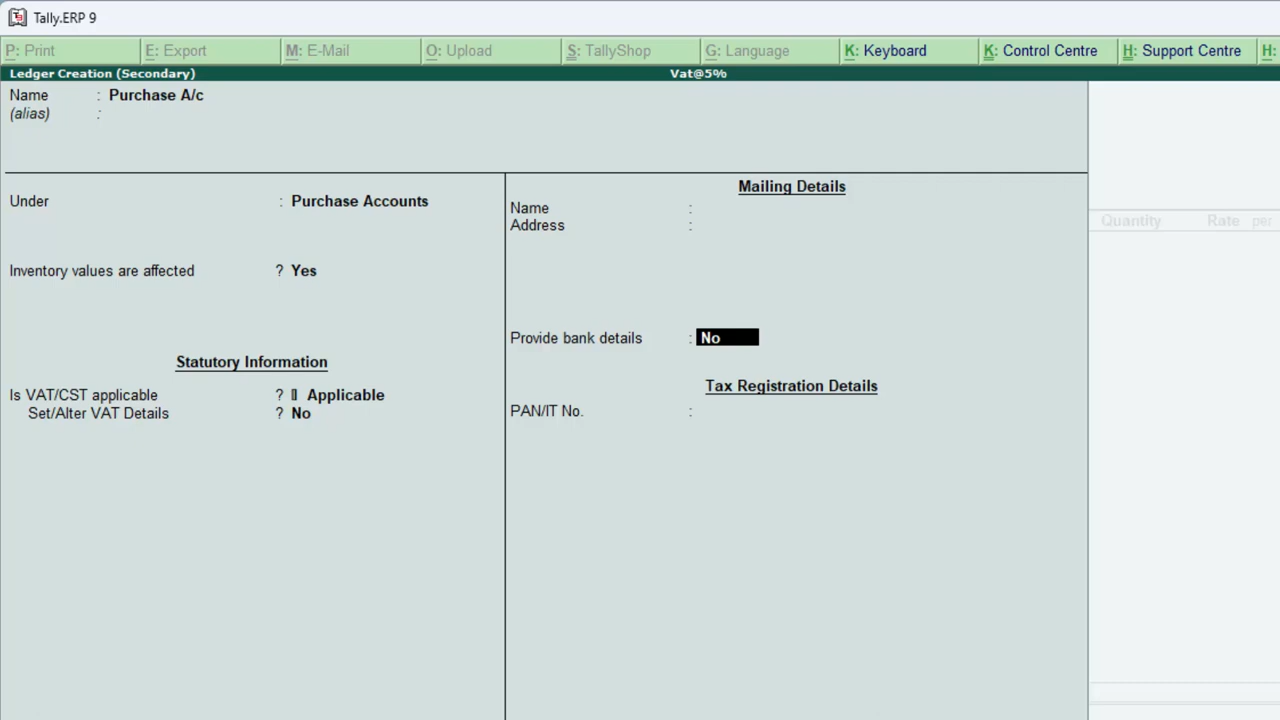 Tally.ERP 9
P: Print E: Export M: E-Mail O: Upload S: TallyShop G: Language K: Keyboard K: Control Centre H: Support Centre H:
Ledger Creation (Secondary) Vat@5%
Name : Purchase A/c
(alias) :
Under : Purchase Accounts
Inventory values are affected ? Yes
Statutory Information
Is VAT/CST applicable ? Applicable
Set/Alter VAT Details ? No
Mailing Details
Name :
Address :
Provide bank details : No
Tax Registration Details
PAN/IT No. :
Quantity Rate per